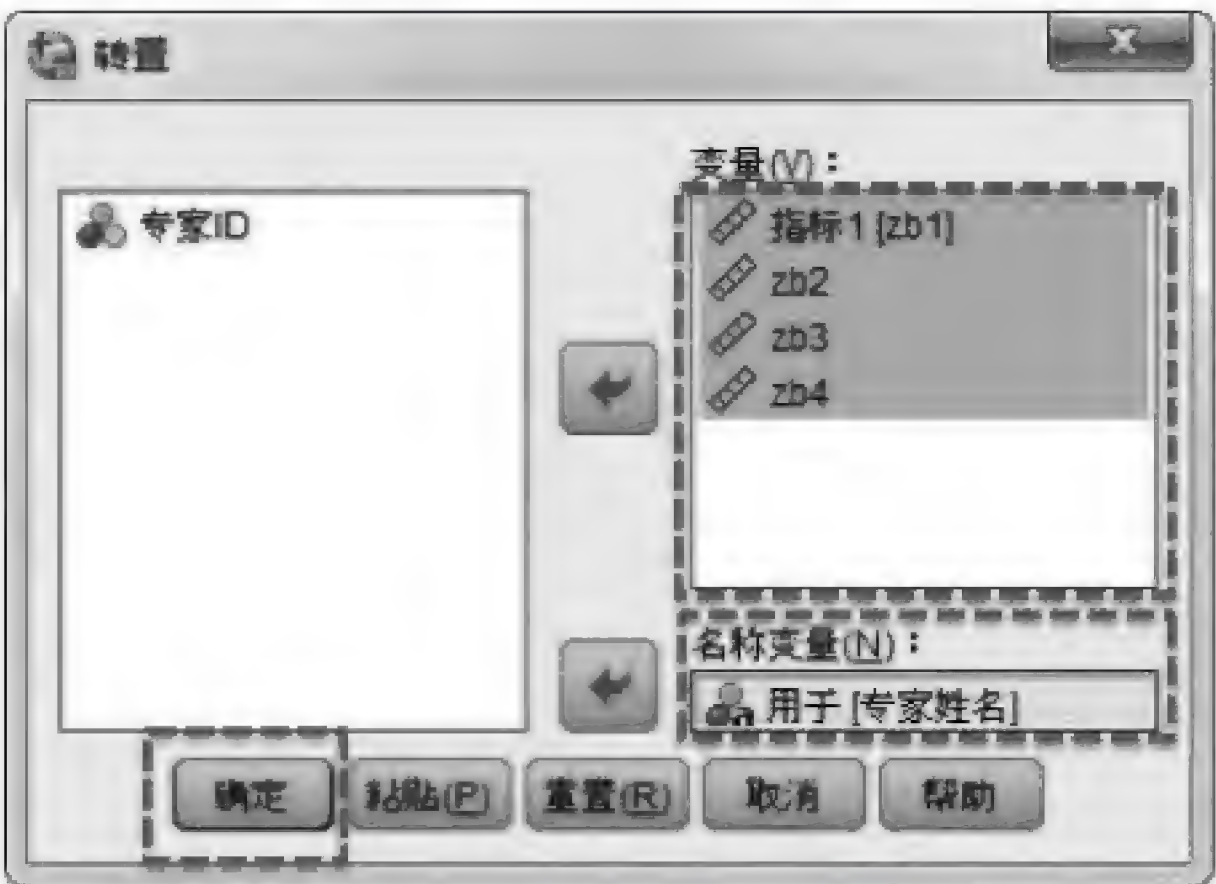 转置
变量(V)：
专家ID
指标1 [zb1]
zb2
zb3
zb4
名称变量(N)：
用于 [专家姓名]
确定
粘贴(P)
重置(R)
取消
帮助